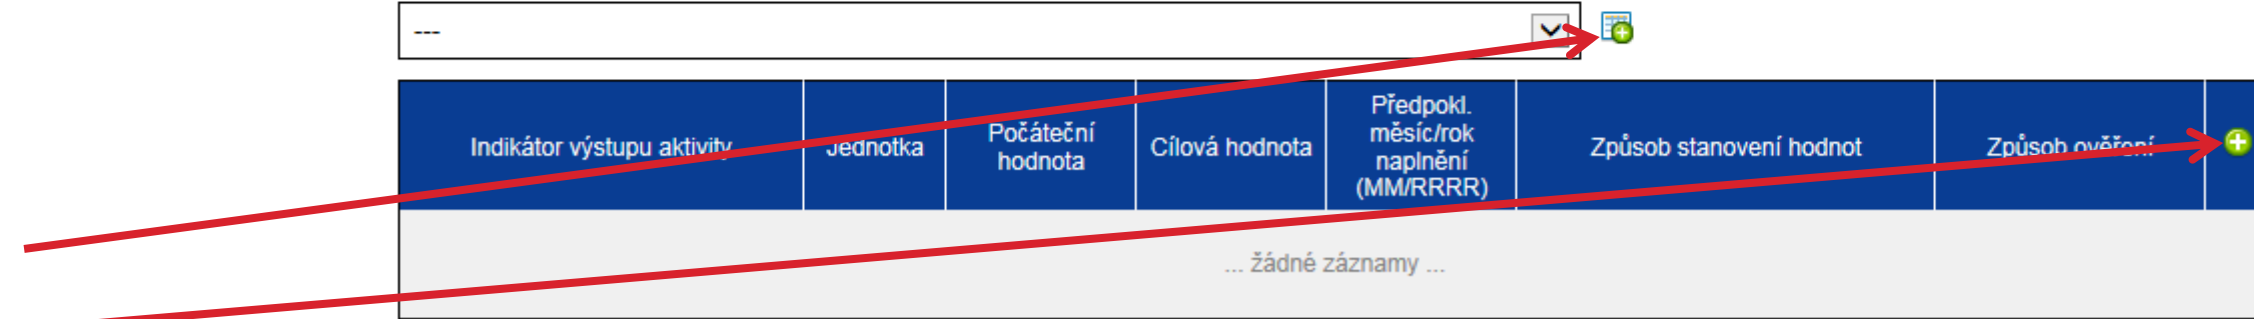 ---
Indikátor výstupu aktivity
Jednotka
Počáteční
hodnota
Cílová hodnota
Předpokl.
měsíc/rok
naplnění
(MM/RRRR)
Způsob stanovení hodnot
Způsob ověření
... žádné záznamy ...